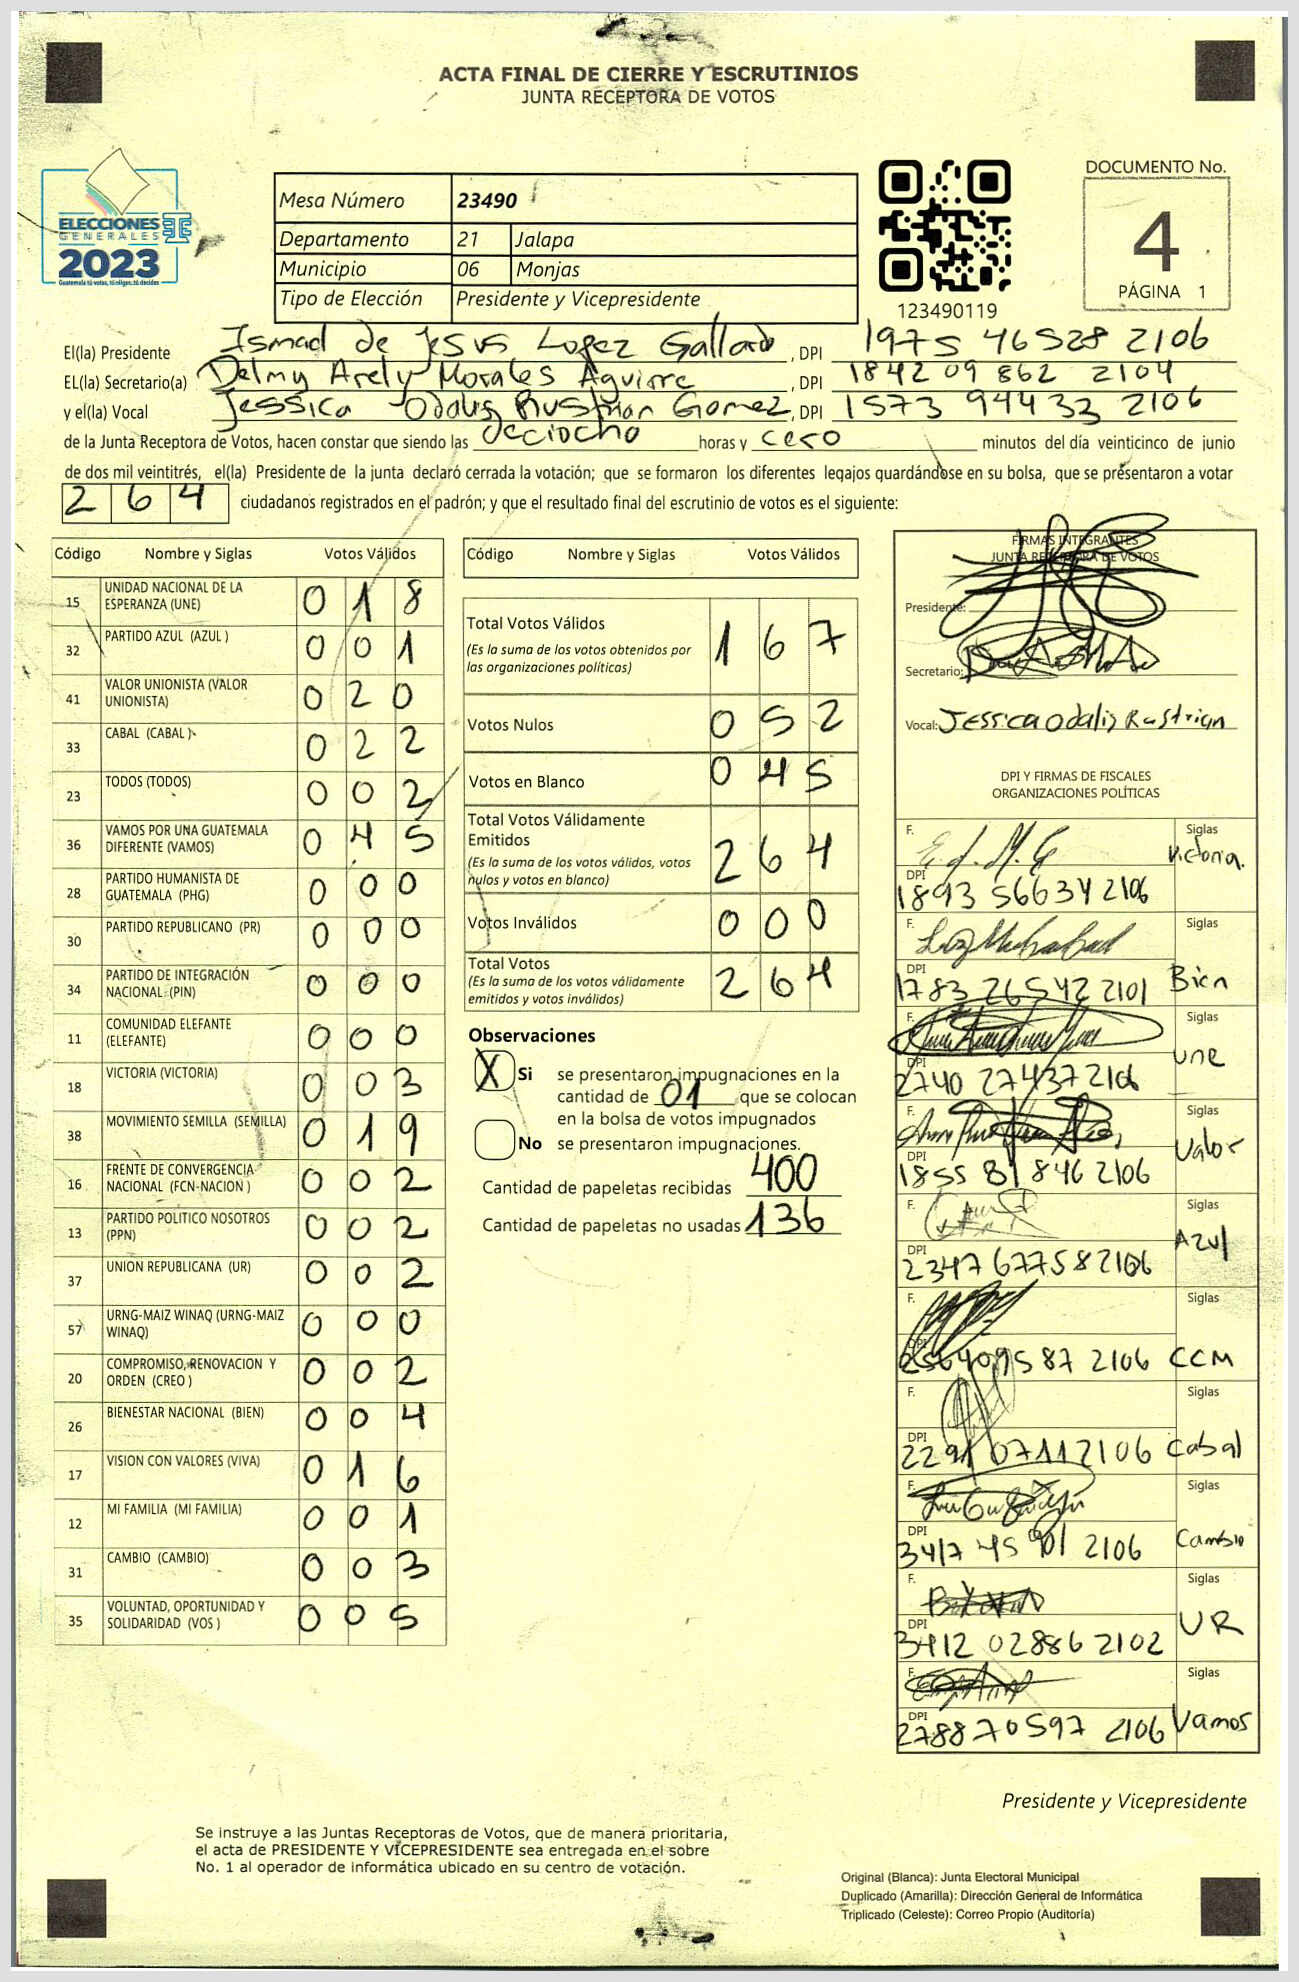 ACTA FINAL DE CIERRE Y ESCRUTINIOS
JUNTA RECEPTORA DE VOTOS
ELECCIONES
GENERALES
2023
Guatemala tú votas, tú eliges, tú decides
Mesa Número 23490
Departamento 21 Jalapa
Municipio 06 Monjas
Tipo de Elección Presidente y Vicepresidente
123490119
DOCUMENTO No.
4
PÁGINA 1
El(la) Presidente Ismael de Jesus Lopez Gallardo, DPI 1975 46528 2106
EL(la) Secretario(a) Delmy Arely Morales Aguirre, DPI 1842 09 862 2104
y el(la) Vocal Jessica Odalis Rustrian Gomez, DPI 1573 94433 2106
de la Junta Receptora de Votos, hacen constar que siendo las deciocho horas y cero minutos del día veinticinco de junio
de dos mil veintitrés, el(la) Presidente de la junta declaró cerrada la votación; que se formaron los diferentes legajos guardándose en su bolsa, que se presentaron a votar
264 ciudadanos registrados en el padrón; y que el resultado final del escrutinio de votos es el siguiente:
Código Nombre y Siglas Votos Válidos
15 UNIDAD NACIONAL DE LA ESPERANZA (UNE) 0 1 8
32 PARTIDO AZUL (AZUL ) 0 0 1
41 VALOR UNIONISTA (VALOR UNIONISTA) 0 2 0
33 CABAL (CABAL ) 0 2 2
23 TODOS (TODOS) 0 0 2
36 VAMOS POR UNA GUATEMALA DIFERENTE (VAMOS) 0 4 5
28 PARTIDO HUMANISTA DE GUATEMALA (PHG) 0 0 0
30 PARTIDO REPUBLICANO (PR) 0 0 0
34 PARTIDO DE INTEGRACIÓN NACIONAL (PIN) 0 0 0
11 COMUNIDAD ELEFANTE (ELEFANTE) 0 0 0
18 VICTORIA (VICTORIA) 0 0 3
38 MOVIMIENTO SEMILLA (SEMILLA) 0 1 9
16 FRENTE DE CONVERGENCIA NACIONAL (FCN-NACION ) 0 0 2
13 PARTIDO POLITICO NOSOTROS (PPN) 0 0 2
37 UNION REPUBLICANA (UR) 0 0 2
57 URNG-MAIZ WINAQ (URNG-MAIZ WINAQ) 0 0 0
20 COMPROMISO, RENOVACION Y ORDEN (CREO ) 0 0 2
26 BIENESTAR NACIONAL (BIEN) 0 0 4
17 VISION CON VALORES (VIVA) 0 1 6
12 MI FAMILIA (MI FAMILIA) 0 0 1
31 CAMBIO (CAMBIO) 0 0 3
35 VOLUNTAD, OPORTUNIDAD Y SOLIDARIDAD (VOS ) 0 0 5
Código Nombre y Siglas Votos Válidos
Total Votos Válidos 1 6 7
(Es la suma de los votos obtenidos por
las organizaciones políticas)
Votos Nulos 0 5 2
Votos en Blanco 0 4 5
Total Votos Válidamente
Emitidos 2 6 4
(Es la suma de los votos válidos, votos
nulos y votos en blanco)
Votos Inválidos 0 0 0
Total Votos 2 6 4
(Es la suma de los votos válidamente
emitidos y votos inválidos)
Observaciones
X Si se presentaron impugnaciones en la
cantidad de 01 que se colocan
en la bolsa de votos impugnados
No se presentaron impugnaciones.
Cantidad de papeletas recibidas 400
Cantidad de papeletas no usadas 136
FIRMAS INTEGRANTES
JUNTA RECEPTORA DE VOTOS
Presidente:
Secretario:
Vocal: Jessica Odalis Rustrian
DPI Y FIRMAS DE FISCALES
ORGANIZACIONES POLÍTICAS
F. Siglas Victoria.
DPI 1893 56634 2106
F. Siglas Bien
DPI 1783 26542 2101
F. Siglas Une
DPI 2740 27437 2106
F. Siglas Valor
DPI 1855 81 846 2106
F. Siglas Azul
DPI 2347 67758 2106
F. Siglas CCM
DPI 2106
F. Siglas Cabal
DPI 2291 07112106
F. Siglas Cambio
DPI 3417 45 901 2106
F. Siglas UR
DPI 3412 02886 2102
F. Siglas Vamos
DPI 2788 70597 2106
Presidente y Vicepresidente
Se instruye a las Juntas Receptoras de Votos, que de manera prioritaria,
el acta de PRESIDENTE Y VICEPRESIDENTE sea entregada en el sobre
No. 1 al operador de informática ubicado en su centro de votación.
Original (Blanca): Junta Electoral Municipal
Duplicado (Amarilla): Dirección General de Informática
Triplicado (Celeste): Correo Propio (Auditoría)